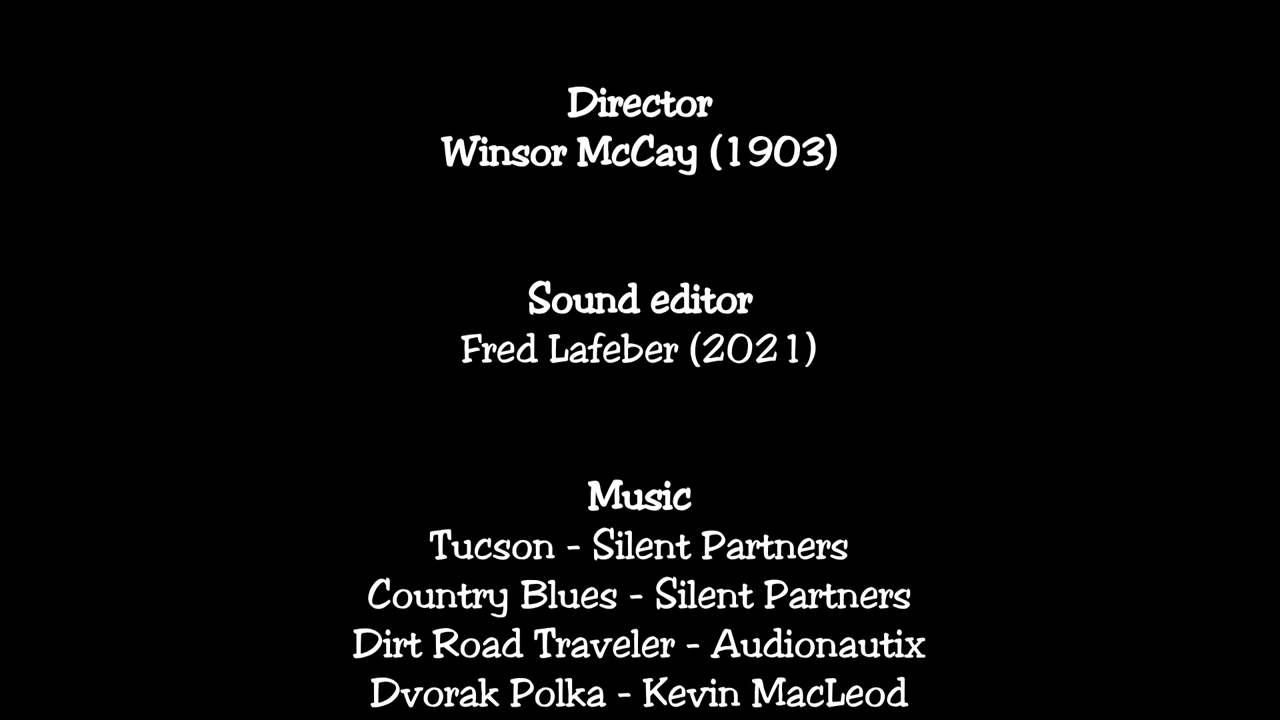 Director
Winsor McCay (1903)
Sound editor
Fred Lafeber (2021)
Music
Tucson - Silent Partners
Country Blues - Silent Partners
Dirt Road Traveler - Audionautix
Dvorak Polka - Kevin MacLeod